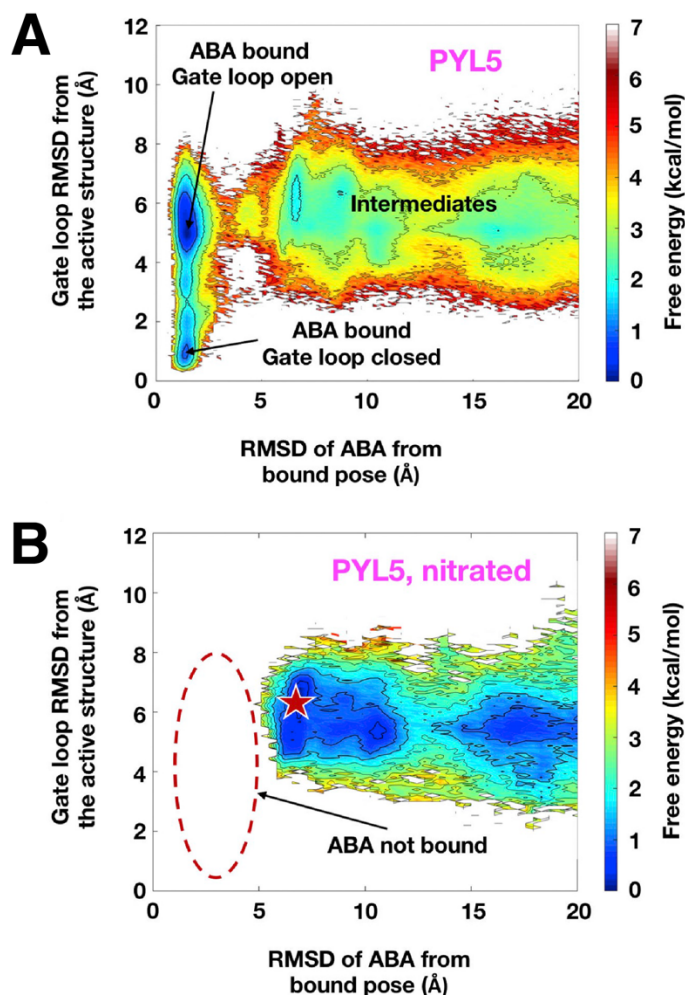 A
PYL5
ABA bound
Gate loop open
Intermediates
ABA bound
Gate loop closed
Gate loop RMSD from
the active structure (Å)
12
10
8
6
4
2
0
0
5
10
15
20
RMSD of ABA from
bound pose (Å)
7
6
5
4
3
2
1
0
Free energy (kcal/mol)
B
PYL5, nitrated
ABA not bound
Gate loop RMSD from
the active structure (Å)
12
10
8
6
4
2
0
0
5
10
15
20
RMSD of ABA from
bound pose (Å)
7
6
5
4
3
2
1
0
Free energy (kcal/mol)